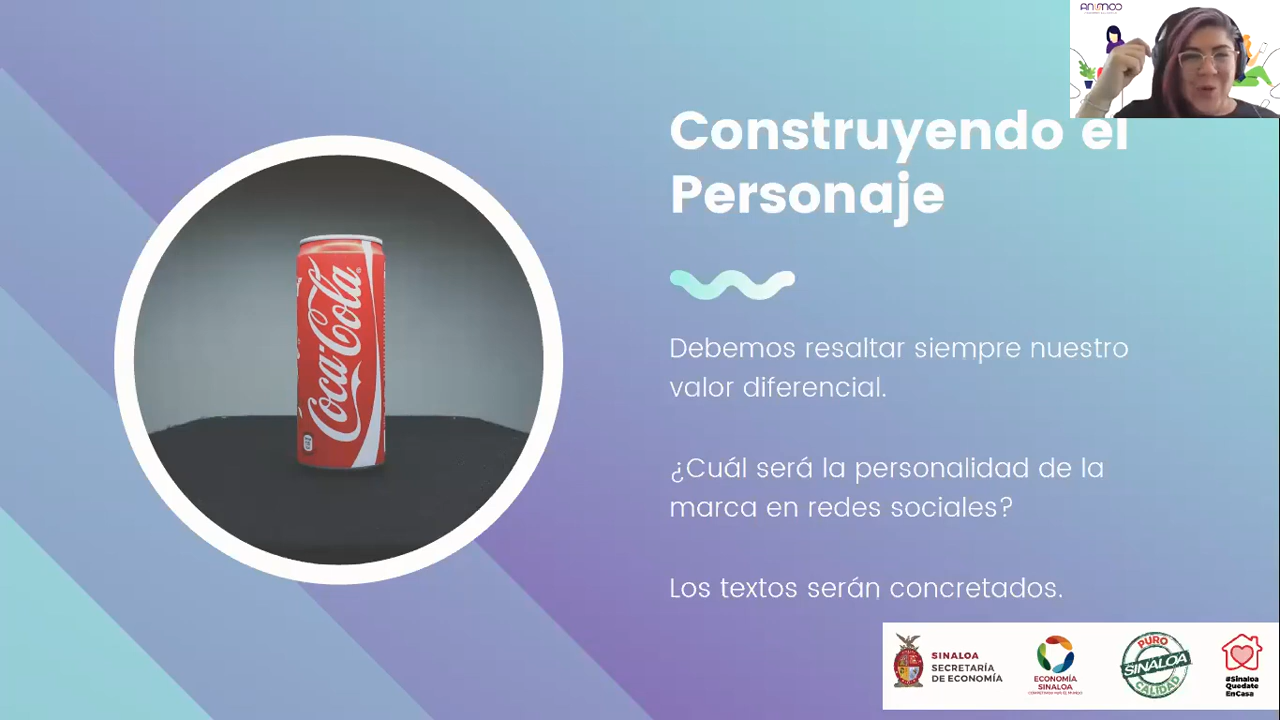 ANIMOO
Construyendo el
Personaje
Coca-Cola
Debemos resaltar siempre nuestro
valor diferencial.
¿Cuál será la personalidad de la
marca en redes sociales?
Los textos serán concretados.
SINALOA
SECRETARÍA
DE ECONOMÍA
ECONOMÍA
SINALOA
PURO
SINALOA
CALIDAD
#Sinaloa
Quedate
EnCasa